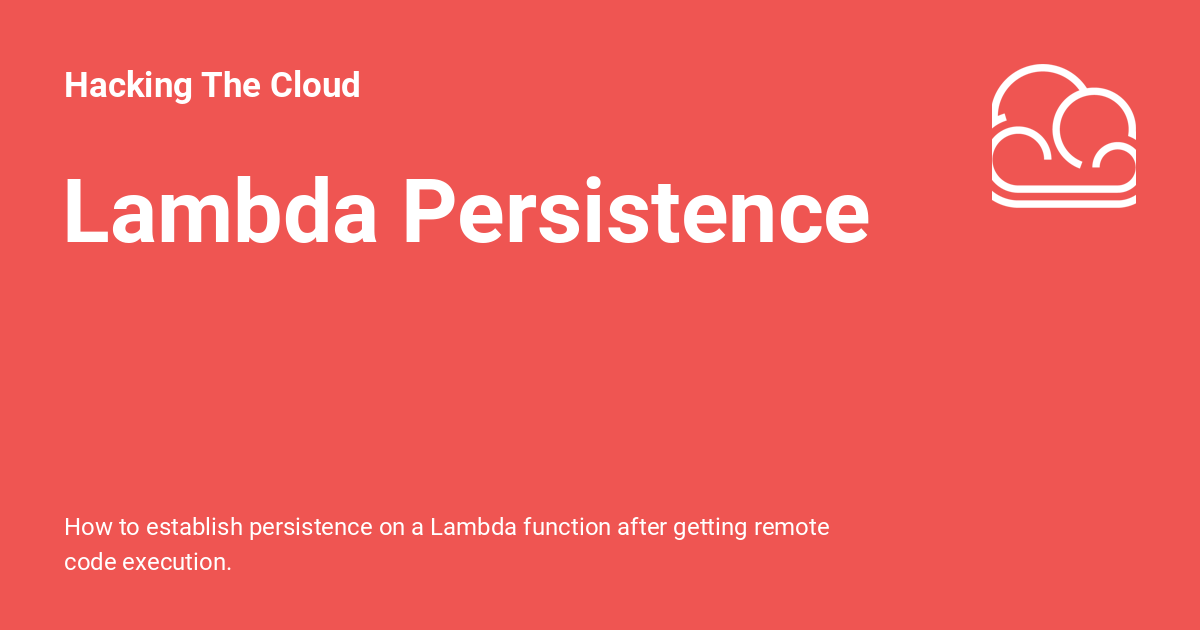 Hacking The Cloud
Lambda Persistence
How to establish persistence on a Lambda function after getting remote
code execution.